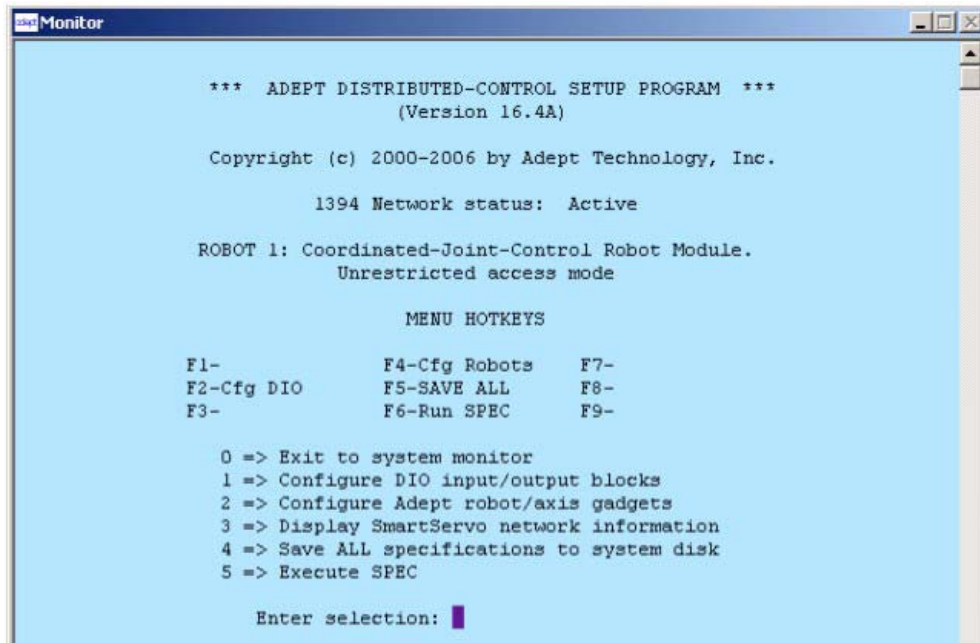 adept Monitor
*** ADEPT DISTRIBUTED-CONTROL SETUP PROGRAM ***
(Version 16.4A)
Copyright (c) 2000-2006 by Adept Technology, Inc.
1394 Network status: Active
ROBOT 1: Coordinated-Joint-Control Robot Module.
Unrestricted access mode
MENU HOTKEYS
F1- F4-Cfg Robots F7-
F2-Cfg DIO F5-SAVE ALL F8-
F3- F6-Run SPEC F9-
0 => Exit to system monitor
1 => Configure DIO input/output blocks
2 => Configure Adept robot/axis gadgets
3 => Display SmartServo network information
4 => Save ALL specifications to system disk
5 => Execute SPEC
Enter selection: